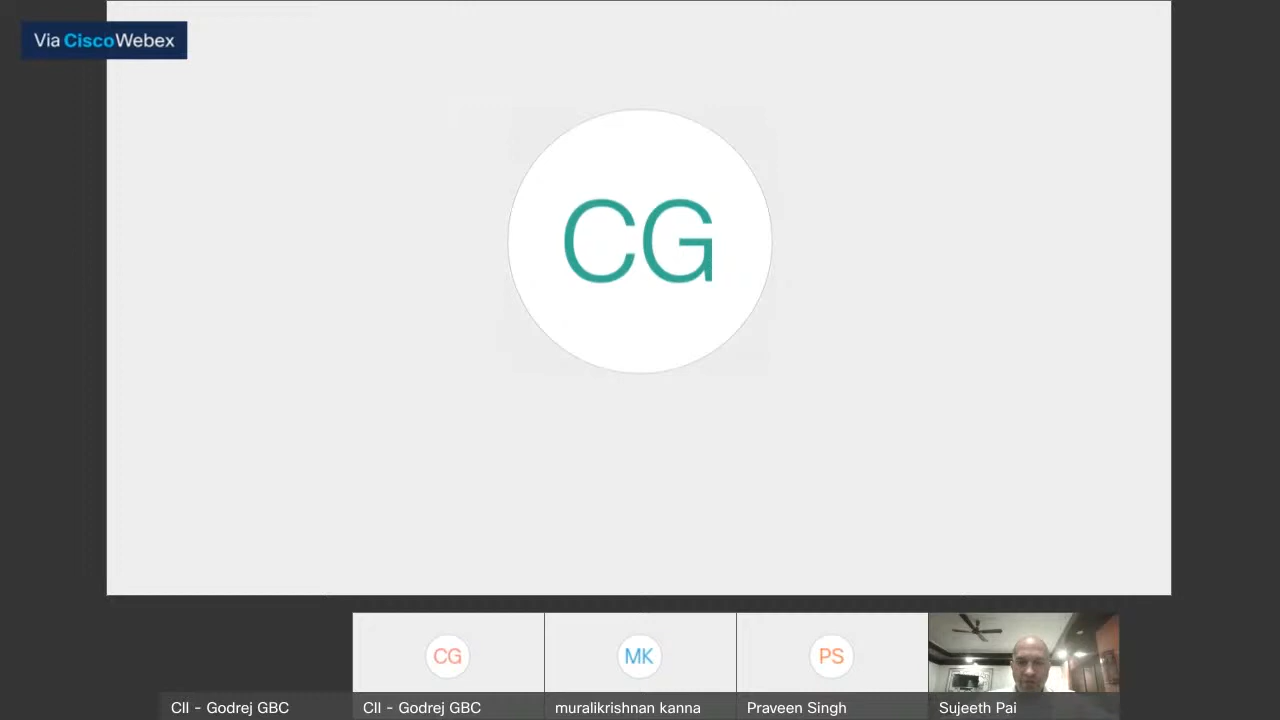 Via CiscoWebex
CG
CG
MK
PS
CII - Godrej GBC
CII - Godrej GBC
muralikrishnan kanna
Praveen Singh
Sujeeth Pai